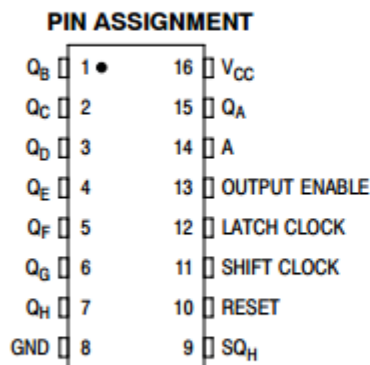 PIN ASSIGNMENT
QB 1 16 VCC
QC 2 15 QA
QD 3 14 A
QE 4 13 OUTPUT ENABLE
QF 5 12 LATCH CLOCK
QG 6 11 SHIFT CLOCK
QH 7 10 RESET
GND 8 9 SQH